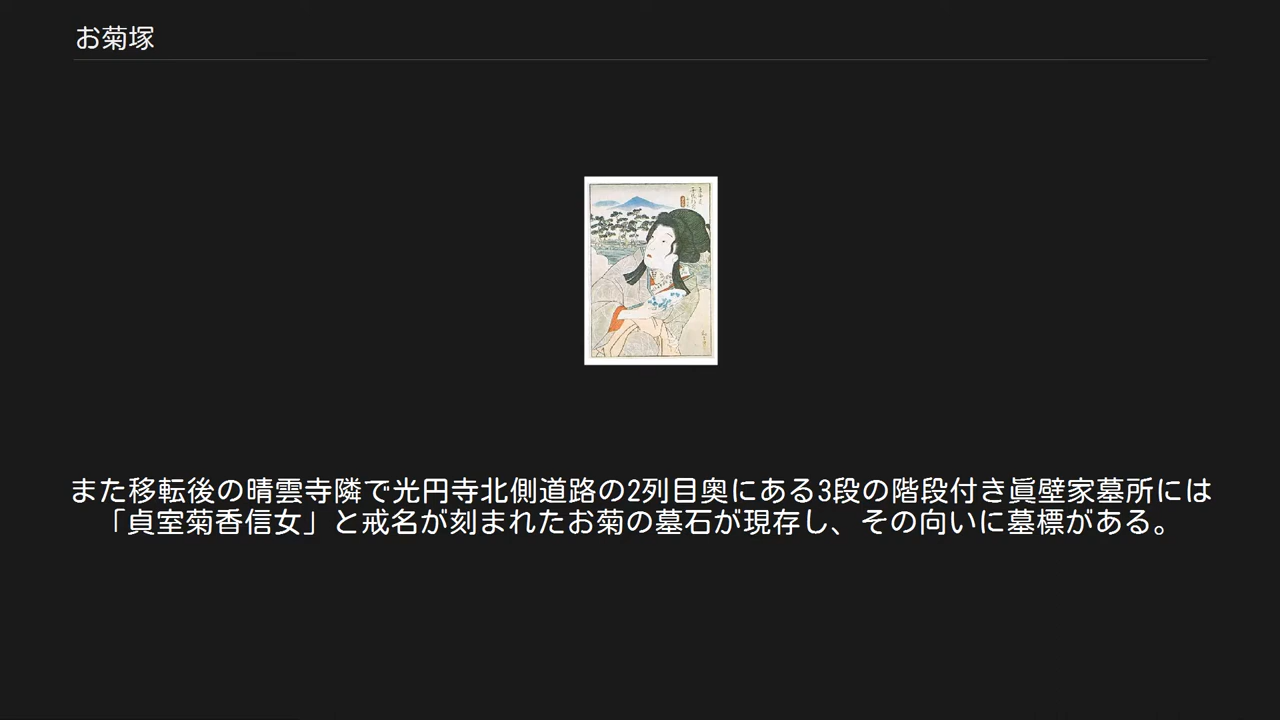 お菊塚
また移転後の晴雲寺隣で光円寺北側道路の2列目奥にある3段の階段付き眞壁家墓所には
「貞室菊香信女」と戒名が刻まれたお菊の墓石が現存し、その向いに墓標がある。